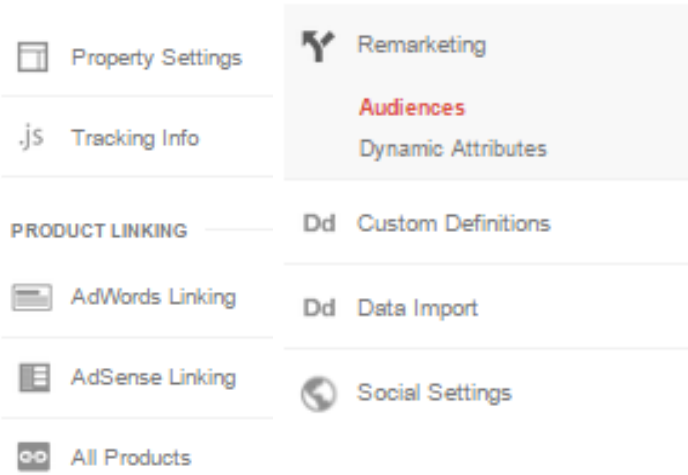 Property Settings
.js Tracking Info
PRODUCT LINKING
AdWords Linking
AdSense Linking
All Products
Remarketing
Audiences
Dynamic Attributes
Dd Custom Definitions
Dd Data Import
Social Settings